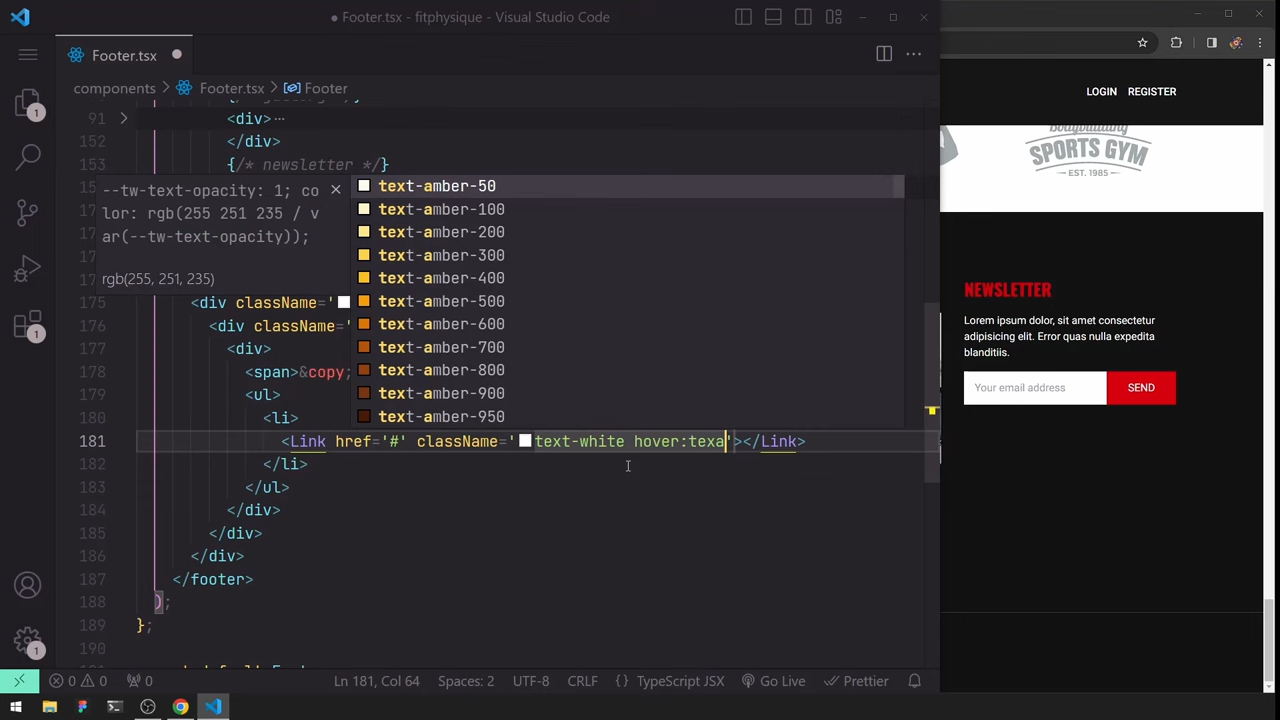 Footer.tsx - fitphysique - Visual Studio Code
Footer.tsx
components > Footer.tsx > Footer
91 <div>···
152 </div>
153 {/* newsletter */}
--tw-text-opacity: 1; co
lor: rgb(255 251 235 / v
ar(--tw-text-opacity));
rgb(255, 251, 235)
text-amber-50
text-amber-100
text-amber-200
text-amber-300
text-amber-400
text-amber-500
text-amber-600
text-amber-700
text-amber-800
text-amber-900
text-amber-950
175 <div className='
176 <div className=
177 <div>
178 <span>&copy;
179 <ul>
180 <li>
181 <Link href='#' className='text-white hover:texa'></Link>
182 </li>
183 </ul>
184 </div>
185 </div>
186 </div>
187 </footer>
188 );
189 };
190
1
1
1
0 0 0 Ln 181, Col 64 Spaces: 2 UTF-8 CRLF {} TypeScript JSX Go Live Prettier
LOGIN REGISTER
Bodybuilding
SPORTS GYM
EST. 1985
NEWSLETTER
Lorem ipsum dolor, sit amet consectetur
adipisicing elit. Error quas nulla expedita
blanditiis.
Your email address SEND